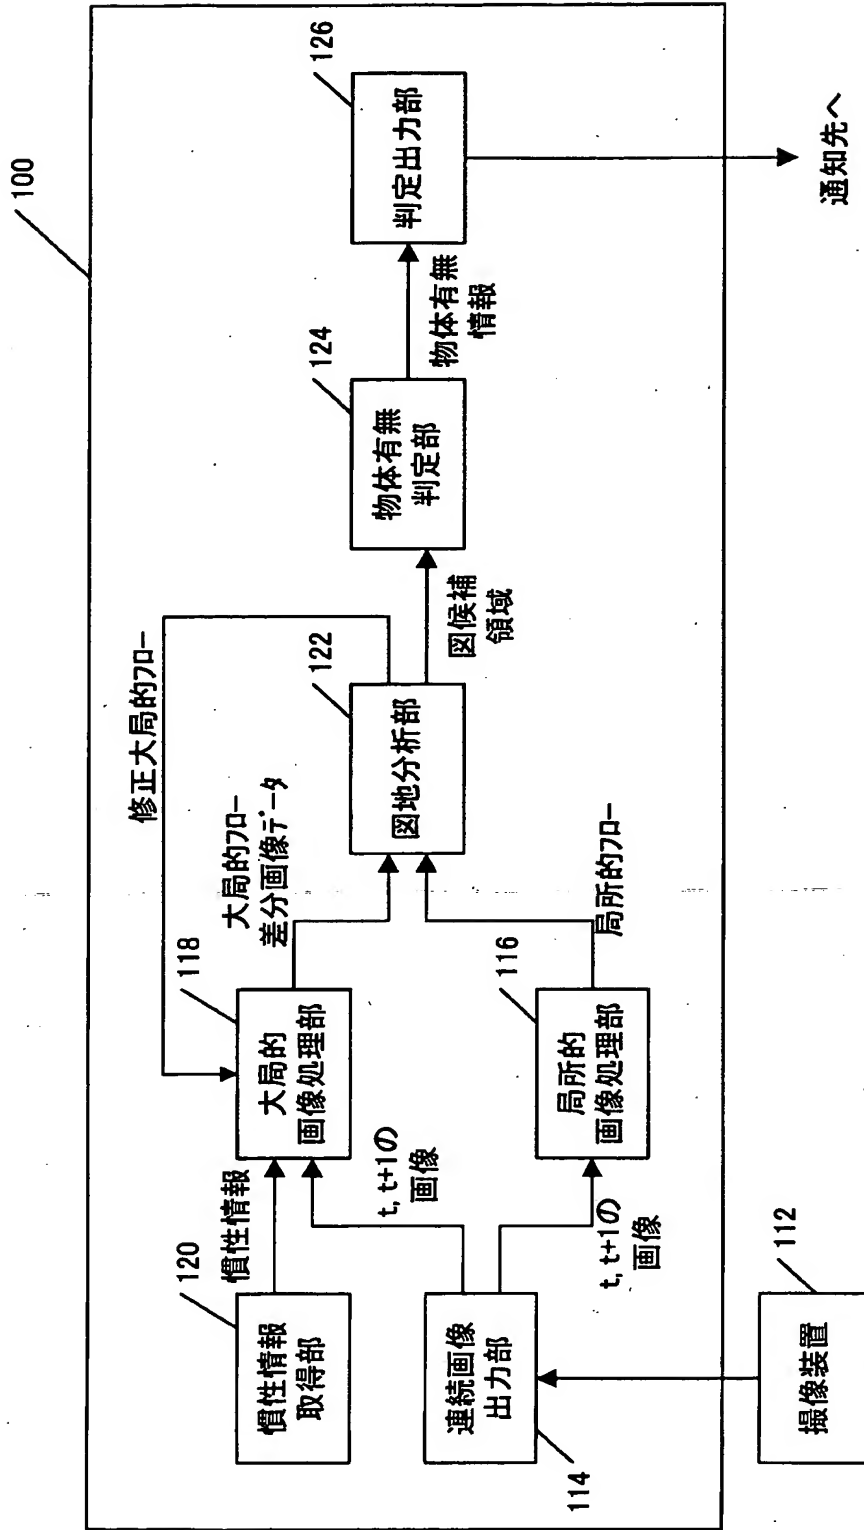 100
120
慣性情報
取得部
慣性情報
連続画像
出力部
114
撮像装置
112
t, t+1の
画像
t, t+1の
画像
118
大局的
画像処理部
116
局所的
画像処理部
修正大局的フロー
大局的フロー
差分画像データ
局所的フロー
122
図地分析部
図候補
領域
124
物体有無
判定部
物体有無
情報
126
判定出力部
通知先へ